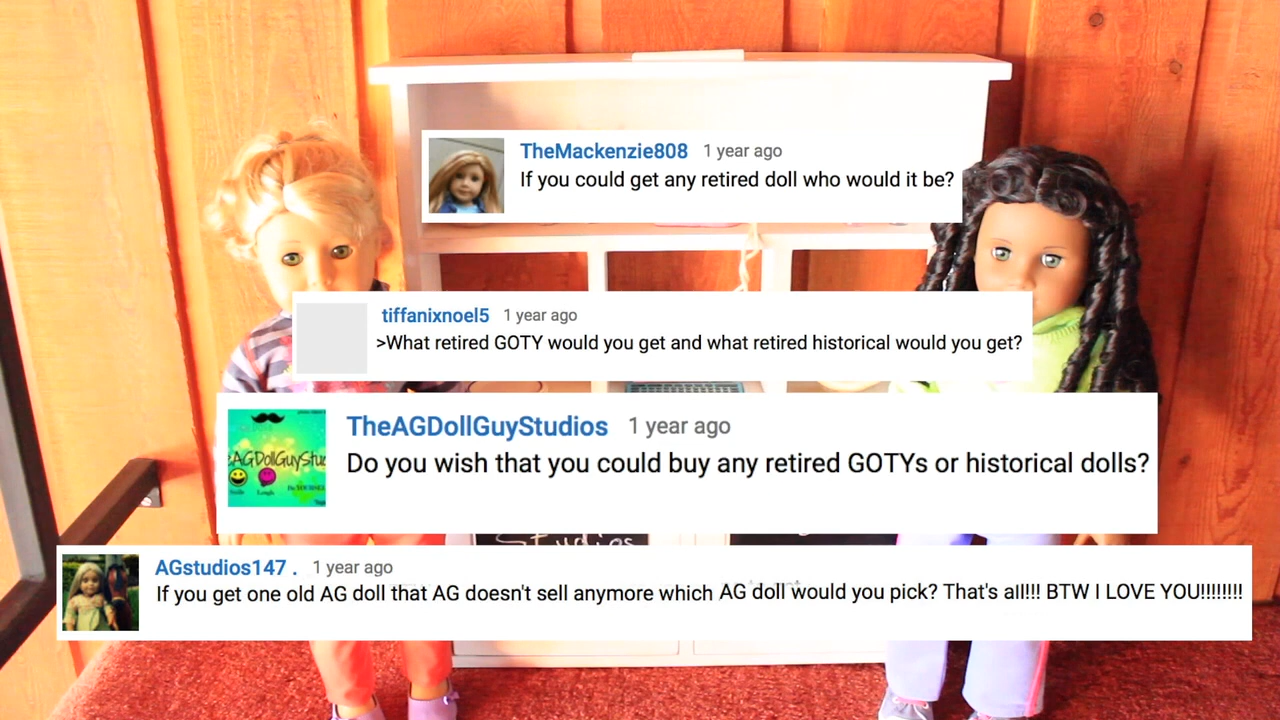 TheMackenzie808 1 year ago
If you could get any retired doll who would it be?
tiffanixnoel5 1 year ago
>What retired GOTY would you get and what retired historical would you get?
TheAGDollGuyStudios 1 year ago
Do you wish that you could buy any retired GOTYs or historical dolls?
AGstudios147 . 1 year ago
If you get one old AG doll that AG doesn't sell anymore which AG doll would you pick? That's all!!! BTW I LOVE YOU!!!!!!!!
Studios